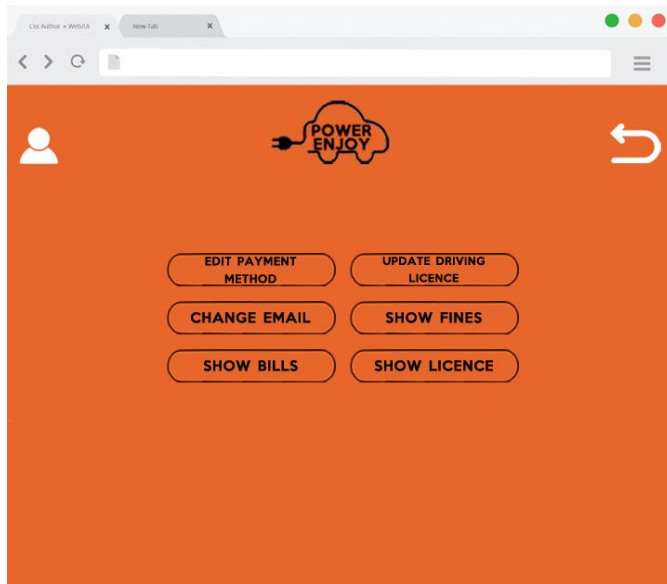 Css Author + Web/UI
New Tab
POWER
ENJOY
EDIT PAYMENT
METHOD
UPDATE DRIVING
LICENCE
CHANGE EMAIL
SHOW FINES
SHOW BILLS
SHOW LICENCE